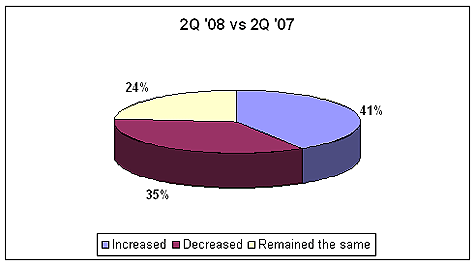 2Q '08 vs 2Q '07
24%
41%
35%
Increased Decreased Remained the same